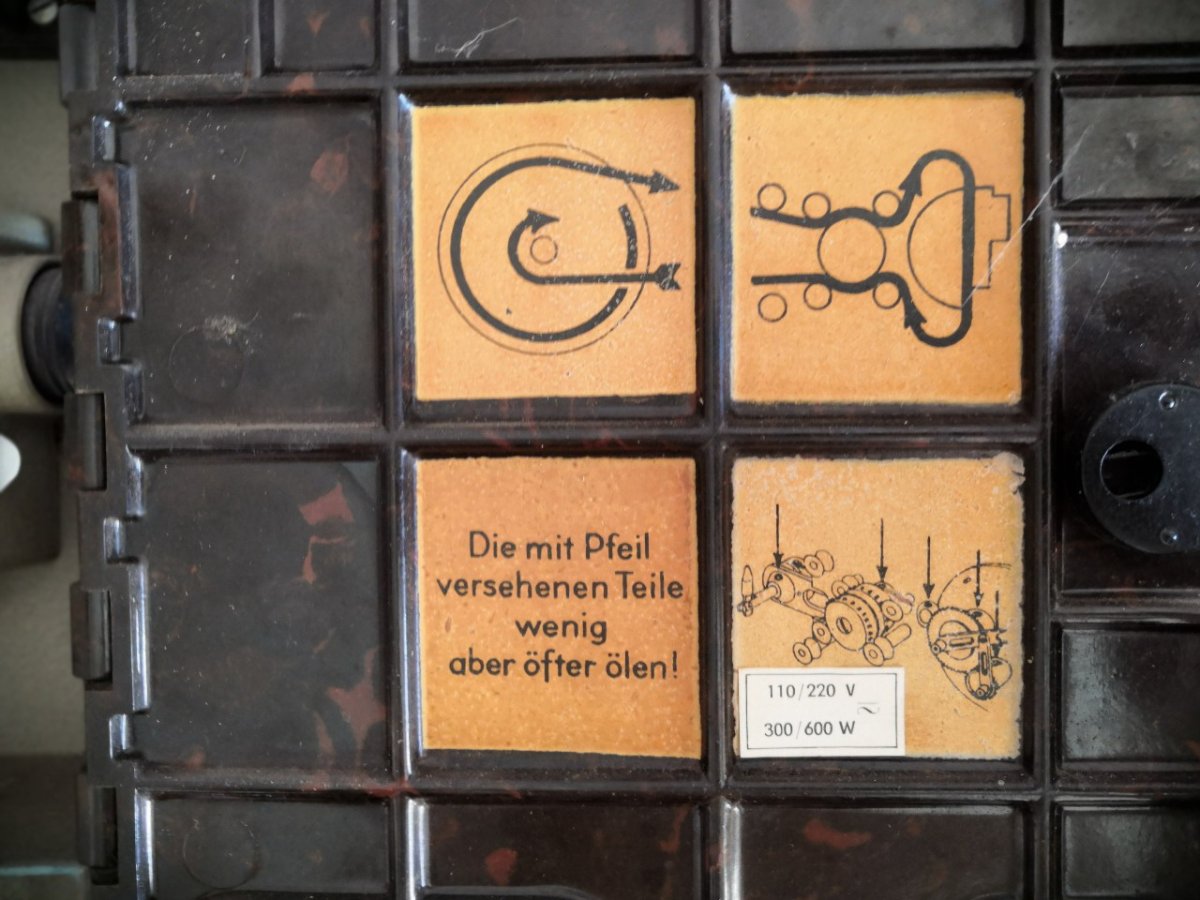 Die mit Pfeil
versehenen Teile
wenig
aber öfter ölen!
110/220 V
300/600 W